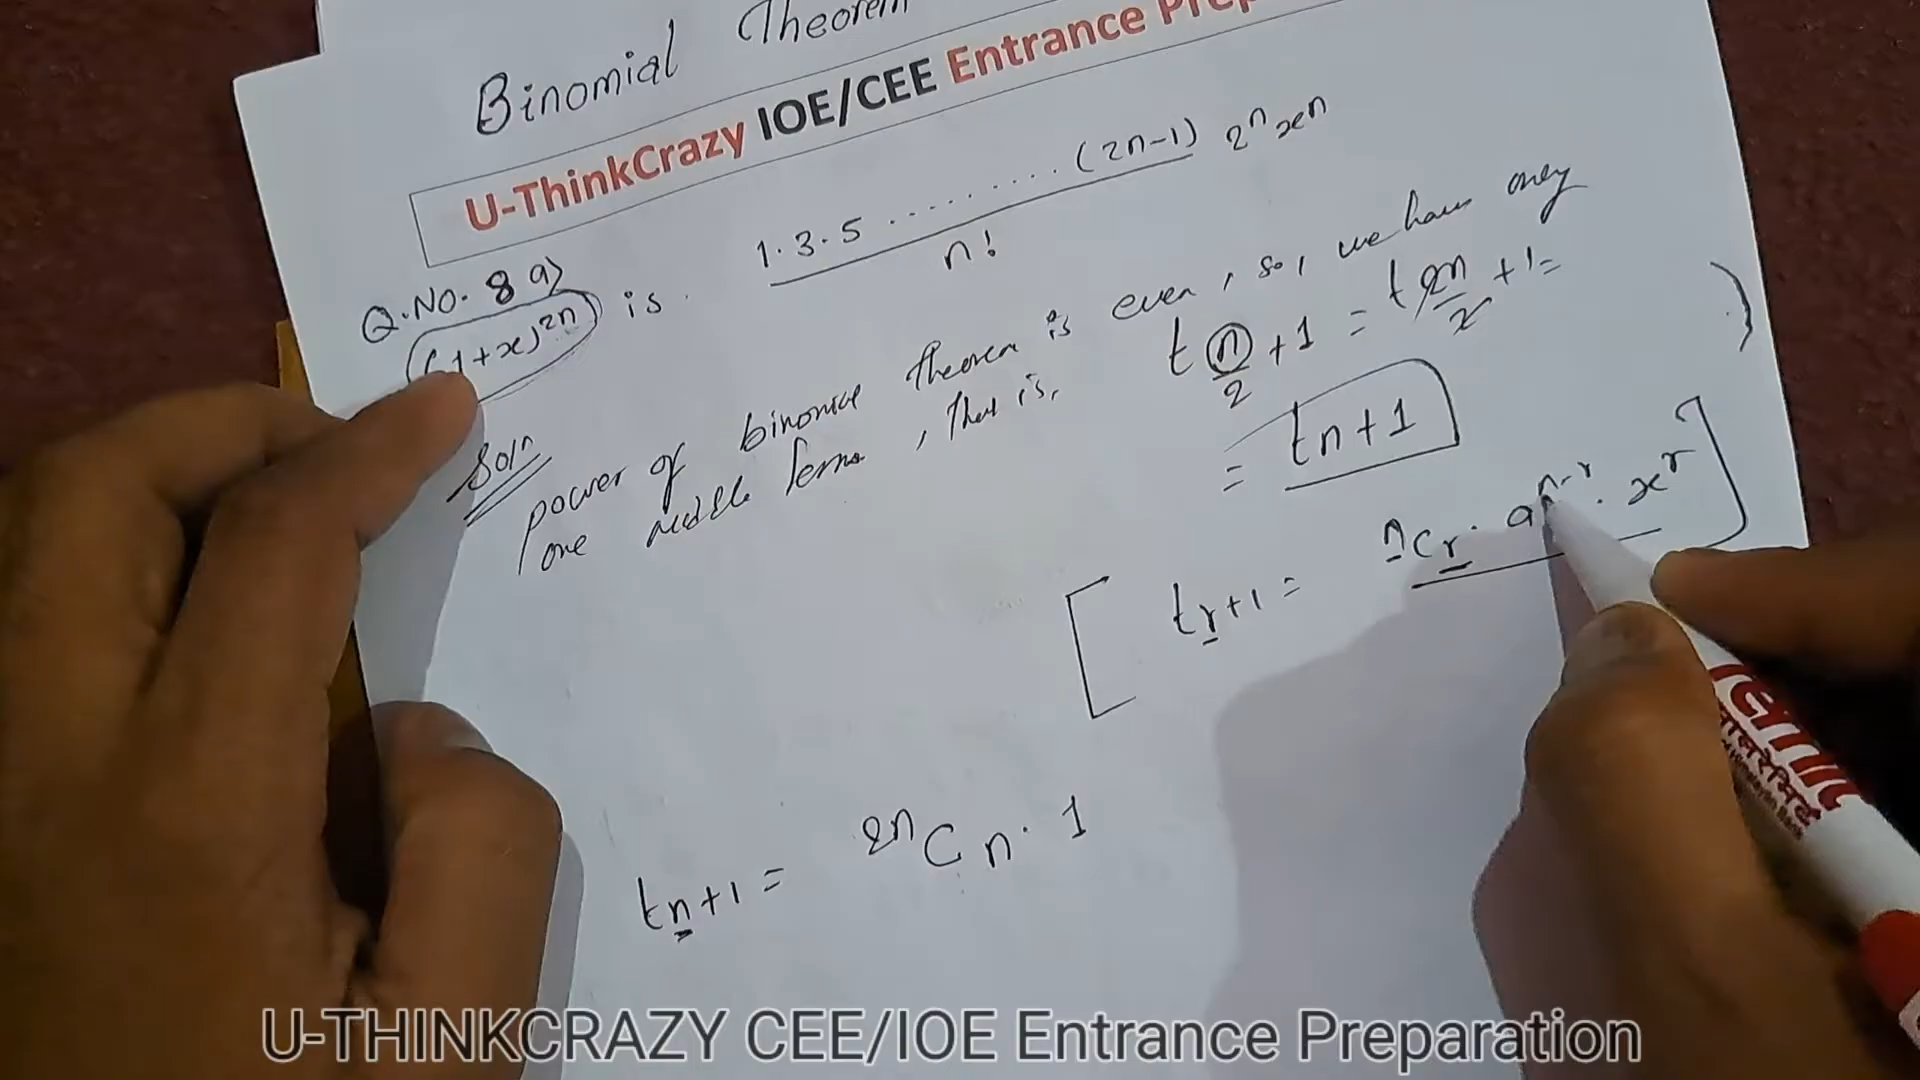 Binomial Theorem
U-ThinkCrazy IOE/CEE Entrance Prep
Q.NO. 8 a)
(1+x)^2n is 1·3·5 .......... (2n-1) / n! 2^n x^n
Soln
power of binomial theorem is even, so, we have only
one middle term, that is, t n/2 + 1 = t 2n/2 + 1 =
= tn+1
[ tr+1 = nCr · a^n-r · x^r ]
tn+1 = 2nCn · 1
U-THINKCRAZY CEE/IOE Entrance Preparation